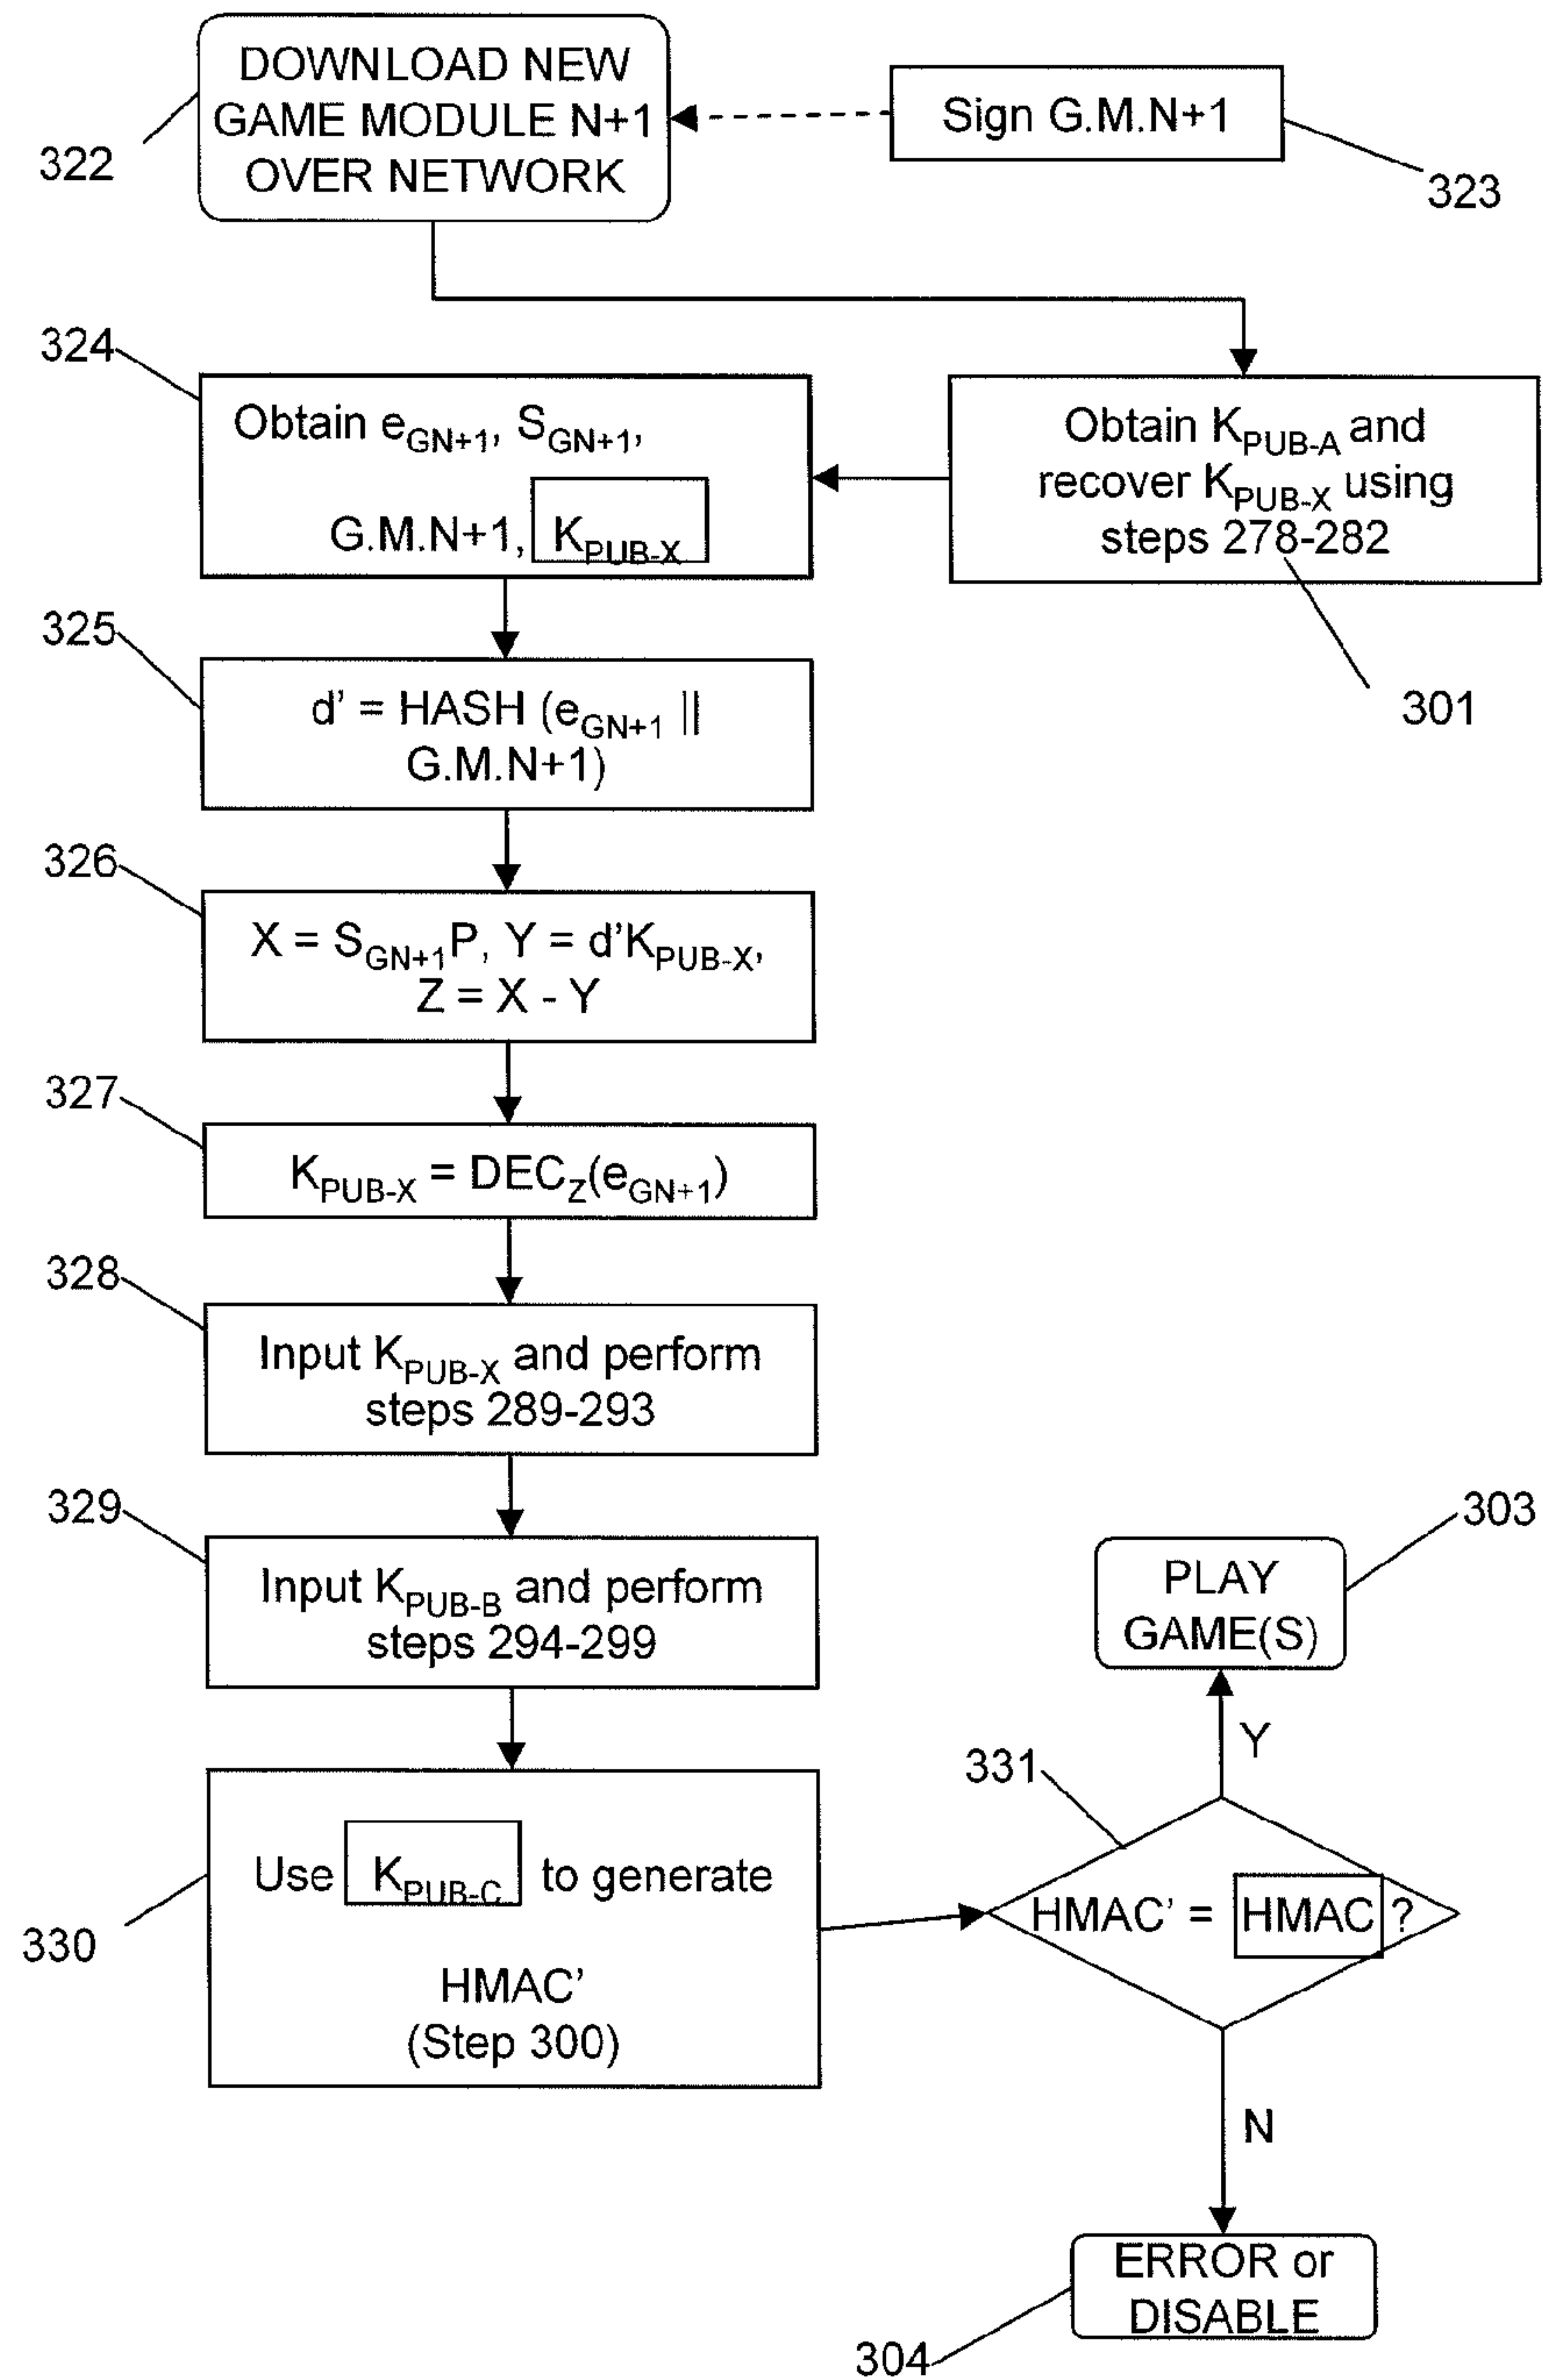 DOWNLOAD NEW
GAME MODULE N+1
OVER NETWORK
322
Sign G.M.N+1
323
324
Obtain e_GN+1, S_GN+1,
G.M.N+1, K_PUB-X
Obtain K_PUB-A and
recover K_PUB-X using
steps 278-282
301
325
d' = HASH (e_GN+1 ||
G.M.N+1)
326
X = S_GN+1P, Y = d'K_PUB-X,
Z = X - Y
327
K_PUB-X = DEC_Z(e_GN+1)
328
Input K_PUB-X and perform
steps 289-293
329
Input K_PUB-B and perform
steps 294-299
330
Use K_PUB-C to generate
HMAC'
(Step 300)
303
PLAY
GAME(S)
Y
331
HMAC' = HMAC ?
N
ERROR or
DISABLE
304